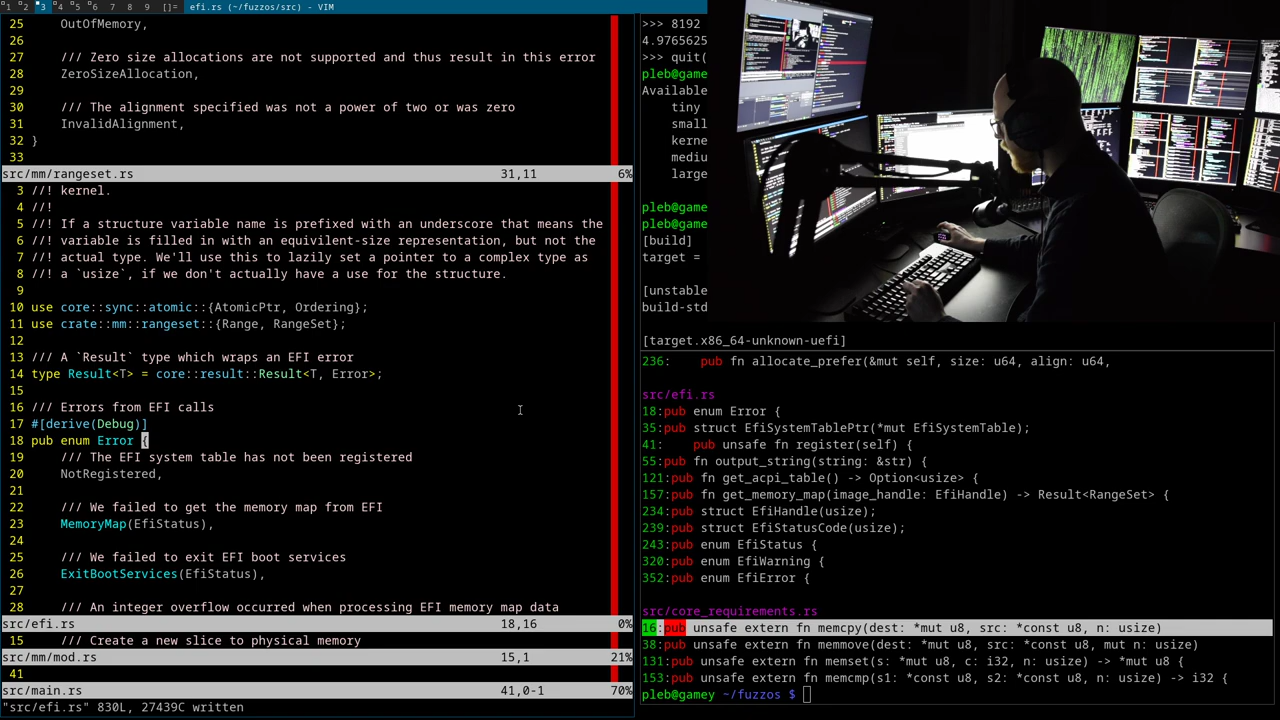 1 2 3 4 5 6 7 8 9 []= efi.rs (~/fuzzos/src) - VIM
25     OutOfMemory,
26
27     /// Zero size allocations are not supported and thus result in this error
28     ZeroSizeAllocation,
29
30     /// The alignment specified was not a power of two or was zero
31     InvalidAlignment,
32 }
33
src/mm/rangeset.rs 31,11 6%
3 //! kernel.
4 //!
5 //! If a structure variable name is prefixed with an underscore that means the
6 //! variable is filled in with an equivilent-size representation, but not the
7 //! actual type. We'll use this to lazily set a pointer to a complex type as
8 //! a `usize`, if we don't actually have a use for the structure.
9
10 use core::sync::atomic::{AtomicPtr, Ordering};
11 use crate::mm::rangeset::{Range, RangeSet};
12
13 /// A `Result` type which wraps an EFI error
14 type Result<T> = core::result::Result<T, Error>;
15
16 /// Errors from EFI calls
17 #[derive(Debug)]
18 pub enum Error {
19     /// The EFI system table has not been registered
20     NotRegistered,
21
22     /// We failed to get the memory map from EFI
23     MemoryMap(EfiStatus),
24
25     /// We failed to exit EFI boot services
26     ExitBootServices(EfiStatus),
27
28     /// An integer overflow occurred when processing EFI memory map data
src/efi.rs 18,16 0%
15     /// Create a new slice to physical memory
src/mm/mod.rs 15,1 21%
41
src/main.rs 41,0-1 70%
"src/efi.rs" 830L, 27439C written
>>> 8192
4.9765625
>>> quit(
pleb@game
Available
    tiny
    small
    kerne
    mediu
    large
pleb@game
pleb@game
[build]
target =
[unstable
build-std
[target.x86_64-unknown-uefi]
236:    pub fn allocate_prefer(&mut self, size: u64, align: u64,
src/efi.rs
18:pub enum Error {
35:pub struct EfiSystemTablePtr(*mut EfiSystemTable);
41:    pub unsafe fn register(self) {
55:pub fn output_string(string: &str) {
121:pub fn get_acpi_table() -> Option<usize> {
157:pub fn get_memory_map(image_handle: EfiHandle) -> Result<RangeSet> {
234:pub struct EfiHandle(usize);
239:pub struct EfiStatusCode(usize);
243:pub enum EfiStatus {
320:pub enum EfiWarning {
352:pub enum EfiError {
src/core_requirements.rs
16:pub unsafe extern fn memcpy(dest: *mut u8, src: *const u8, n: usize)
38:pub unsafe extern fn memmove(dest: *mut u8, src: *const u8, mut n: usize)
131:pub unsafe extern fn memset(s: *mut u8, c: i32, n: usize) -> *mut u8 {
153:pub unsafe extern fn memcmp(s1: *const u8, s2: *const u8, n: usize) -> i32 {
pleb@gamey ~/fuzzos $